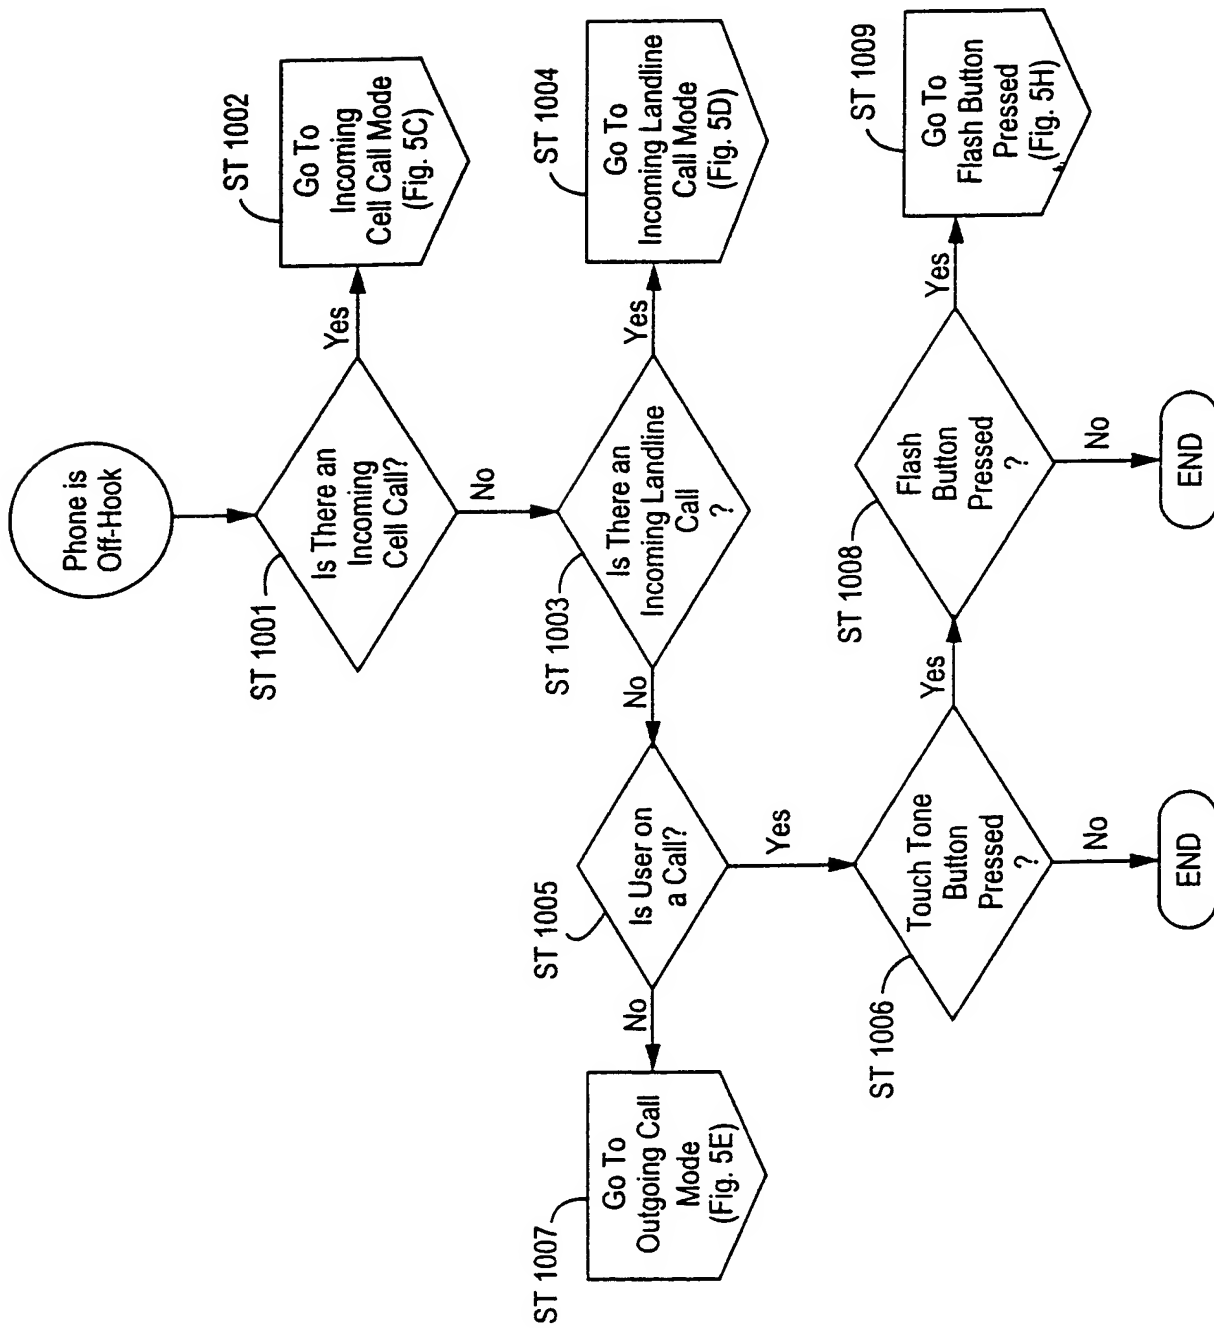 Phone is
Off-Hook
ST 1001
Is There an
Incoming
Cell Call?
Yes
ST 1002
Go To
Incoming
Cell Call Mode
(Fig. 5C)
No
ST 1003
Is There an
Incoming Landline
Call
?
Yes
ST 1004
Go To
Incoming Landline
Call Mode
(Fig. 5D)
No
ST 1005
Is User on
a Call?
No
ST 1007
Go To
Outgoing Call
Mode
(Fig. 5E)
Yes
ST 1006
Touch Tone
Button
Pressed
?
No
END
Yes
ST 1008
Flash
Button
Pressed
?
No
END
Yes
ST 1009
Go To
Flash Button
Pressed
(Fig. 5H)